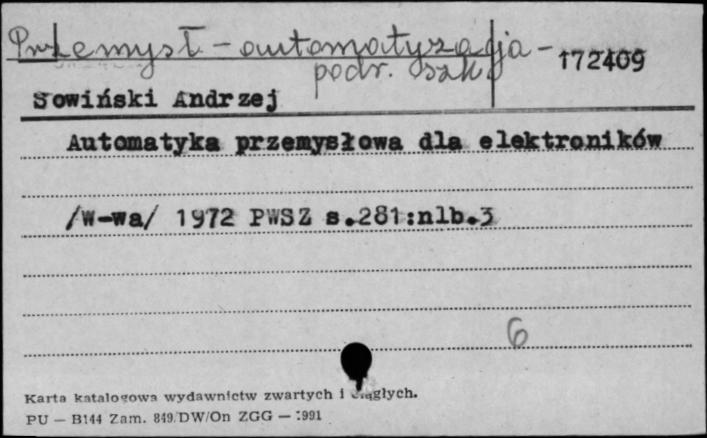 Przemysł - automatyzacja -
podr. szk.
172409
Sowiński Andrzej
Automatyka przemysłowa dla elektroników
/W-wa/ 1972 PWSZ s.281:nlb.3
6
Karta katalogowa wydawnictw zwartych i ciągłych.
PU — B144 Zam. 849/DW/On ZGG — 1991